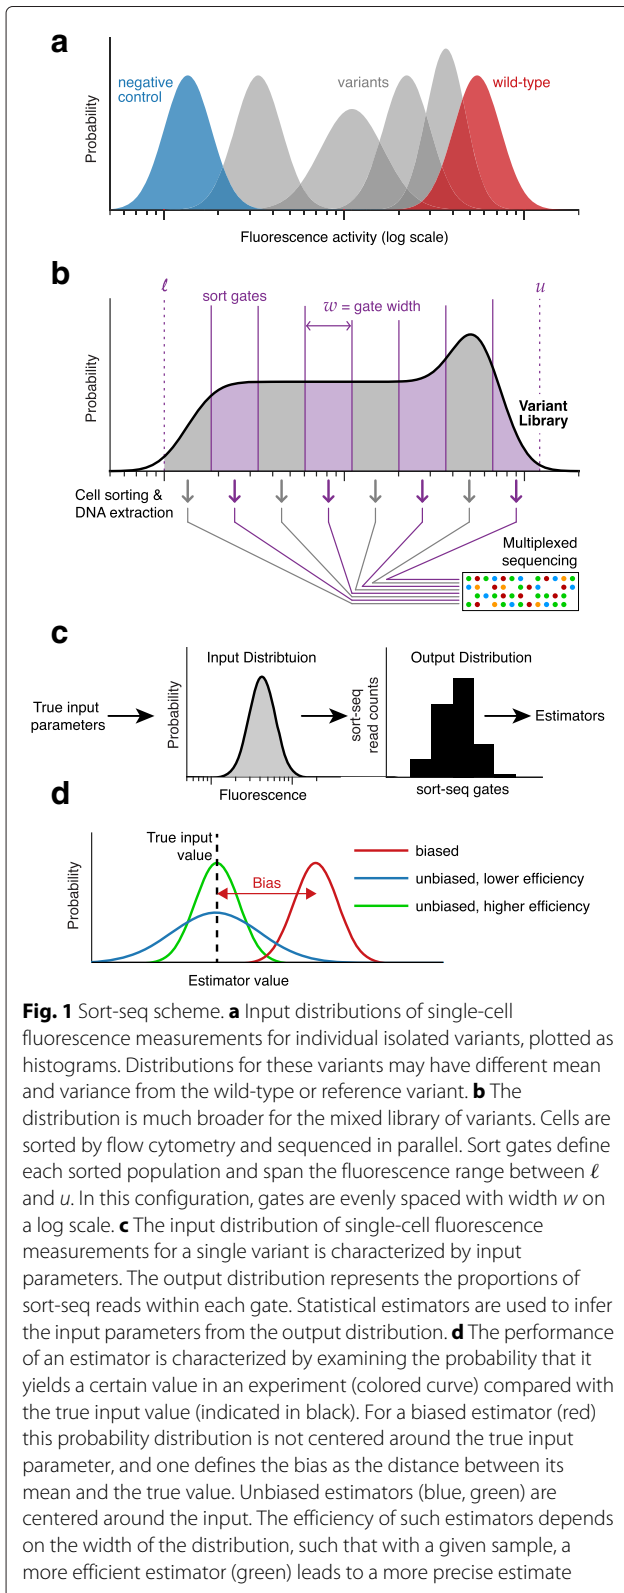 a
negative
control
variants
wild-type
Probability
Fluorescence activity (log scale)
b
ℓ
u
sort gates
w = gate width
Probability
Variant
Library
Cell sorting &
DNA extraction
Multiplexed
sequencing
c
Input Distribtuion
Output Distribution
True input
parameters
Probability
sort-seq
read counts
Estimators
Fluorescence
sort-seq gates
d
True input
value
Probability
Bias
biased
unbiased, lower efficiency
unbiased, higher efficiency
Estimator value
Fig. 1 Sort-seq scheme. a Input distributions of single-cell
fluorescence measurements for individual isolated variants, plotted as
histograms. Distributions for these variants may have different mean
and variance from the wild-type or reference variant. b The
distribution is much broader for the mixed library of variants. Cells are
sorted by flow cytometry and sequenced in parallel. Sort gates define
each sorted population and span the fluorescence range between ℓ
and u. In this configuration, gates are evenly spaced with width w on
a log scale. c The input distribution of single-cell fluorescence
measurements for a single variant is characterized by input
parameters. The output distribution represents the proportions of
sort-seq reads within each gate. Statistical estimators are used to infer
the input parameters from the output distribution. d The performance
of an estimator is characterized by examining the probability that it
yields a certain value in an experiment (colored curve) compared with
the true input value (indicated in black). For a biased estimator (red)
this probability distribution is not centered around the true input
parameter, and one defines the bias as the distance between its
mean and the true value. Unbiased estimators (blue, green) are
centered around the input. The efficiency of such estimators depends
on the width of the distribution, such that with a given sample, a
more efficient estimator (green) leads to a more precise estimate